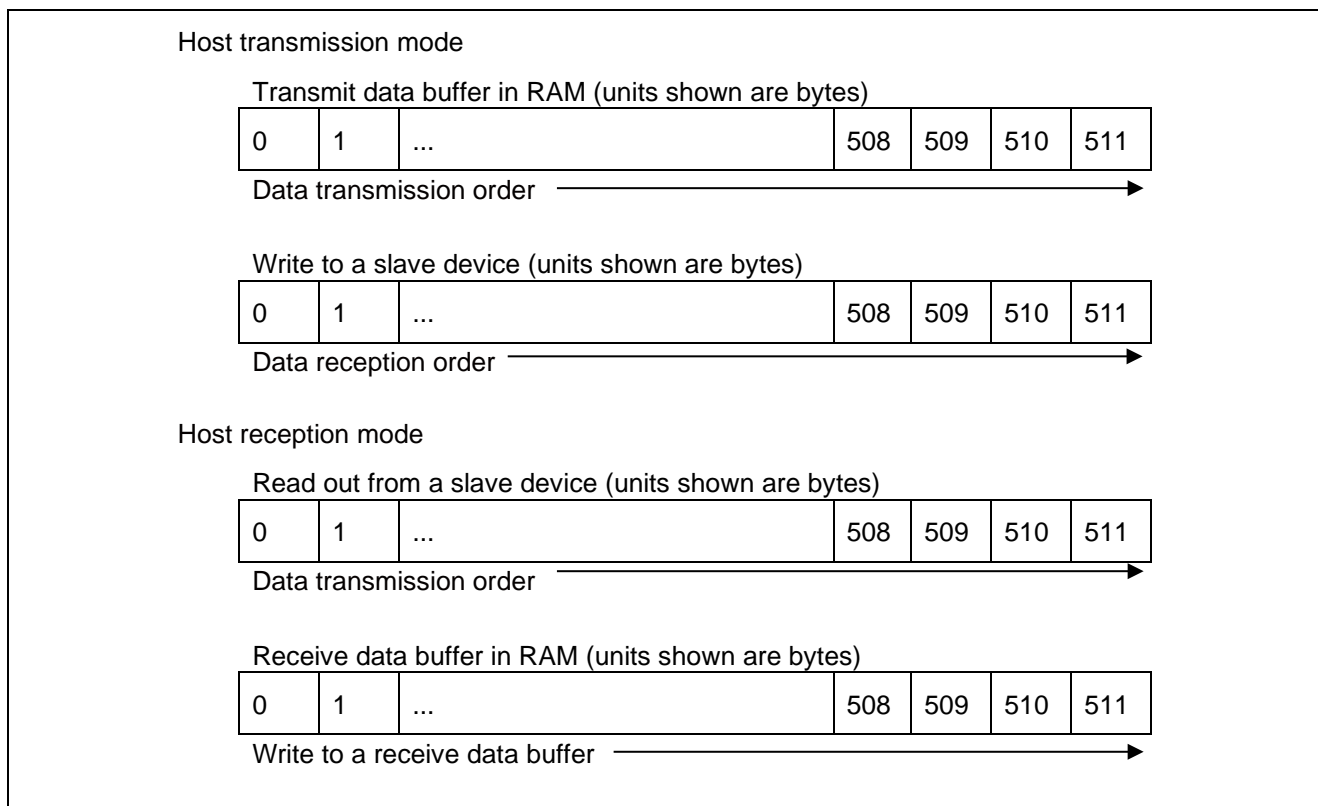 Host transmission mode
Transmit data buffer in RAM (units shown are bytes)
0 1 ... 508 509 510 511
Data transmission order
Write to a slave device (units shown are bytes)
0 1 ... 508 509 510 511
Data reception order
Host reception mode
Read out from a slave device (units shown are bytes)
0 1 ... 508 509 510 511
Data transmission order
Receive data buffer in RAM (units shown are bytes)
0 1 ... 508 509 510 511
Write to a receive data buffer